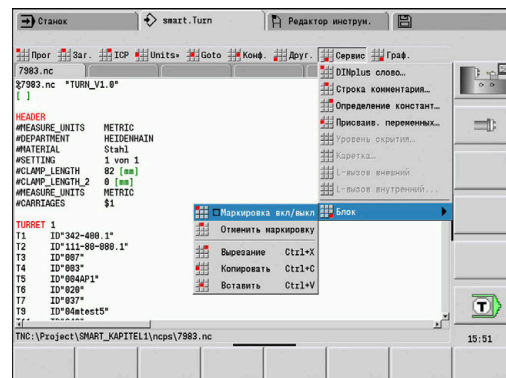 Станок
smart.Turn
Редактор инструм.
Прог Заг. ICP Units» Goto Конф. Друг. Сервис Граф.
7983.nc
%7983.nc "TURN_V1.0"
[ ]
HEADER
#MEASURE_UNITS METRIC
#DEPARTMENT HEIDENHAIN
#MATERIAL Stahl
#SETTING 1 von 1
#CLAMP_LENGTH 82 [mm]
#CLAMP_LENGTH_2 0 [mm]
#MEASURE_UNITS METRIC
#CARRIAGES $1
TURRET 1
T1 ID"342-400.1"
T2 ID"111-80-080.1"
T3 ID"007"
T4 ID"003"
T5 ID"004AP1"
T6 ID"020"
T7 ID"037"
T9 ID"04mtest5"
DINplus слово...
Строка комментария...
Определение констант...
Присваив. переменных...
Уровень скрытия...
Каретка...
L-вызов внешний
L-вызов внутренний...
Блок
Маркировка вкл/выкл
Отменить маркировку
Вырезание Ctrl+X
Копировать Ctrl+C
Вставить Ctrl+V
TNC:\Project\SMART_KAPITEL1\ncps\7983.nc
T
15:51